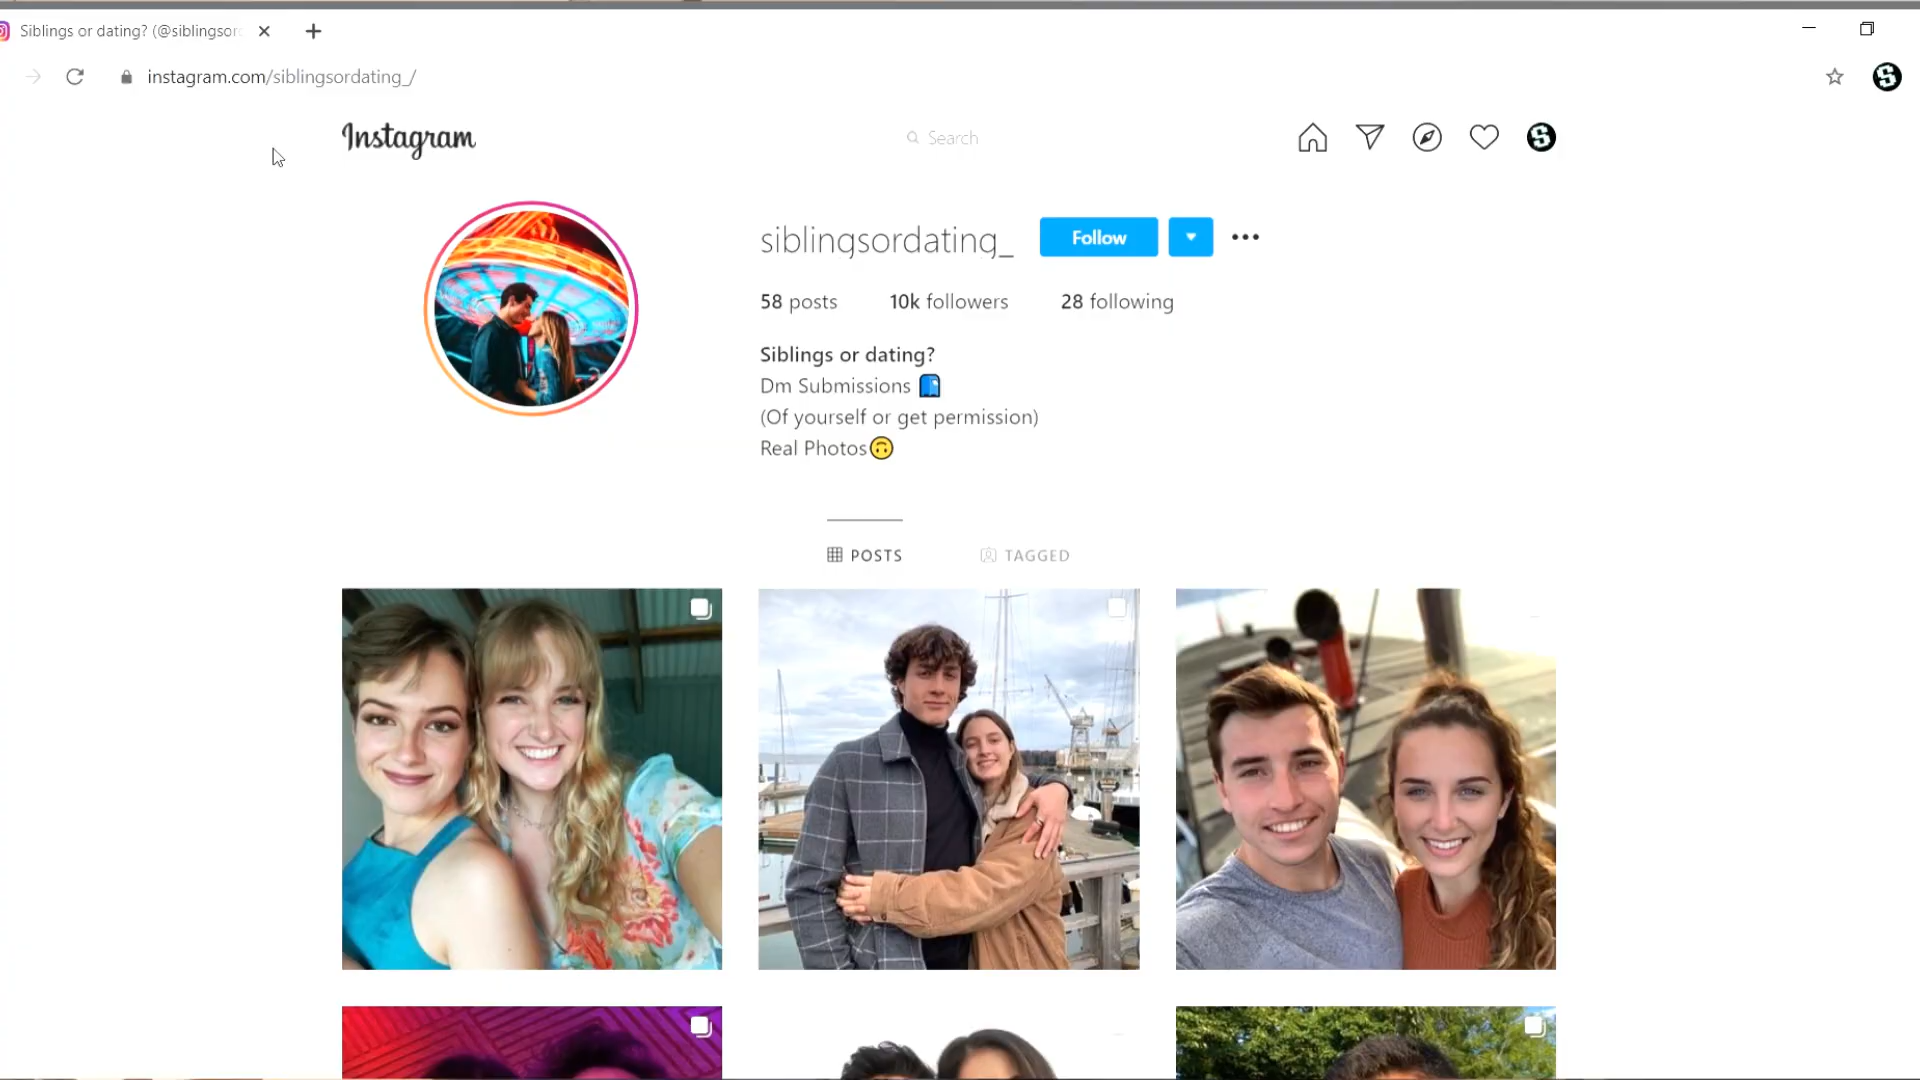 Siblings or dating? (@siblingsor
instagram.com/siblingsordating_/
Instagram
Search
siblingsordating_
Follow
58 posts
10k followers
28 following
Siblings or dating?
Dm Submissions
(Of yourself or get permission)
Real Photos
POSTS
TAGGED